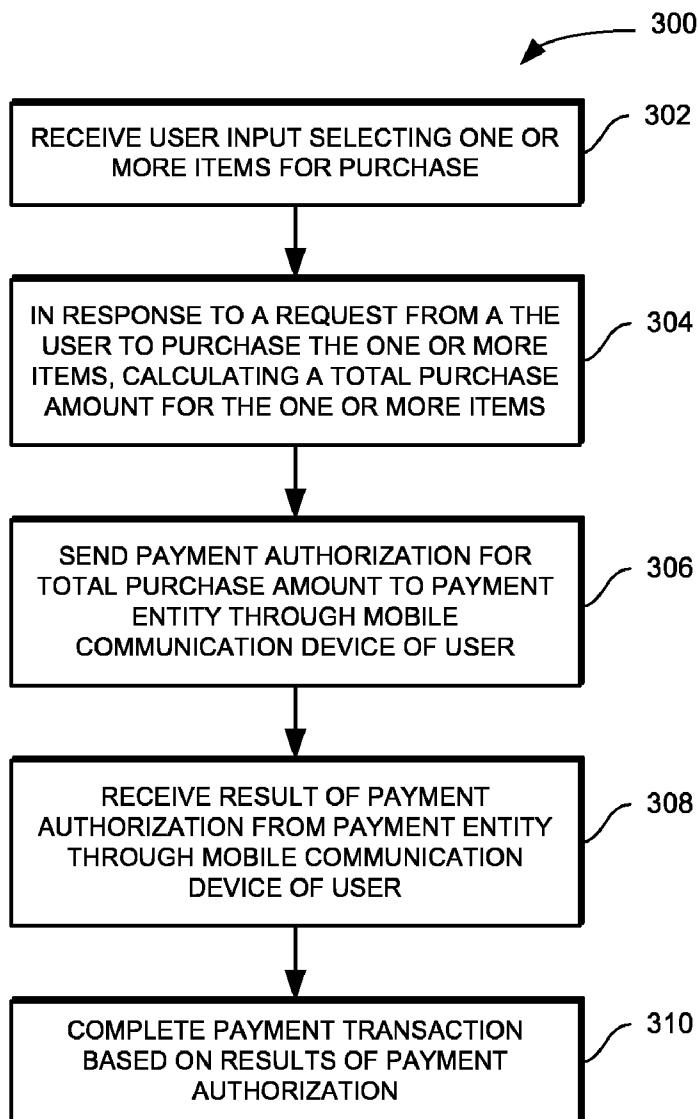 300
RECEIVE USER INPUT SELECTING ONE OR
MORE ITEMS FOR PURCHASE
302
IN RESPONSE TO A REQUEST FROM A THE
USER TO PURCHASE THE ONE OR MORE
ITEMS, CALCULATING A TOTAL PURCHASE
AMOUNT FOR THE ONE OR MORE ITEMS
304
SEND PAYMENT AUTHORIZATION FOR
TOTAL PURCHASE AMOUNT TO PAYMENT
ENTITY THROUGH MOBILE
COMMUNICATION DEVICE OF USER
306
RECEIVE RESULT OF PAYMENT
AUTHORIZATION FROM PAYMENT ENTITY
THROUGH MOBILE COMMUNICATION
DEVICE OF USER
308
COMPLETE PAYMENT TRANSACTION
BASED ON RESULTS OF PAYMENT
AUTHORIZATION
310